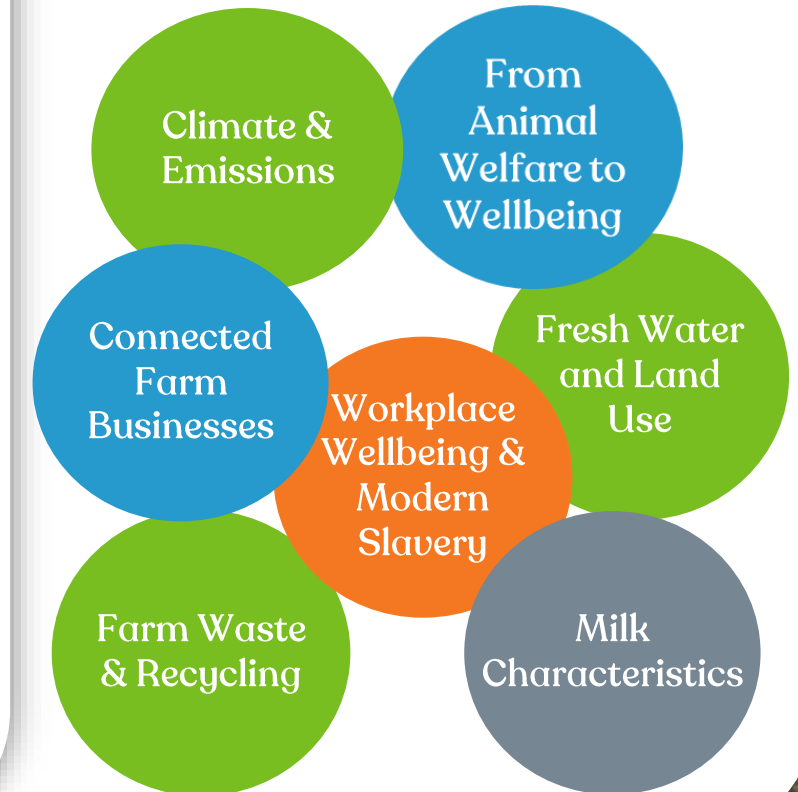 Climate &
Emissions
From
Animal
Welfare to
Wellbeing
Connected
Farm
Businesses
Fresh Water
and Land
Use
Workplace
Wellbeing &
Modern
Slavery
Farm Waste
& Recycling
Milk
Characteristics